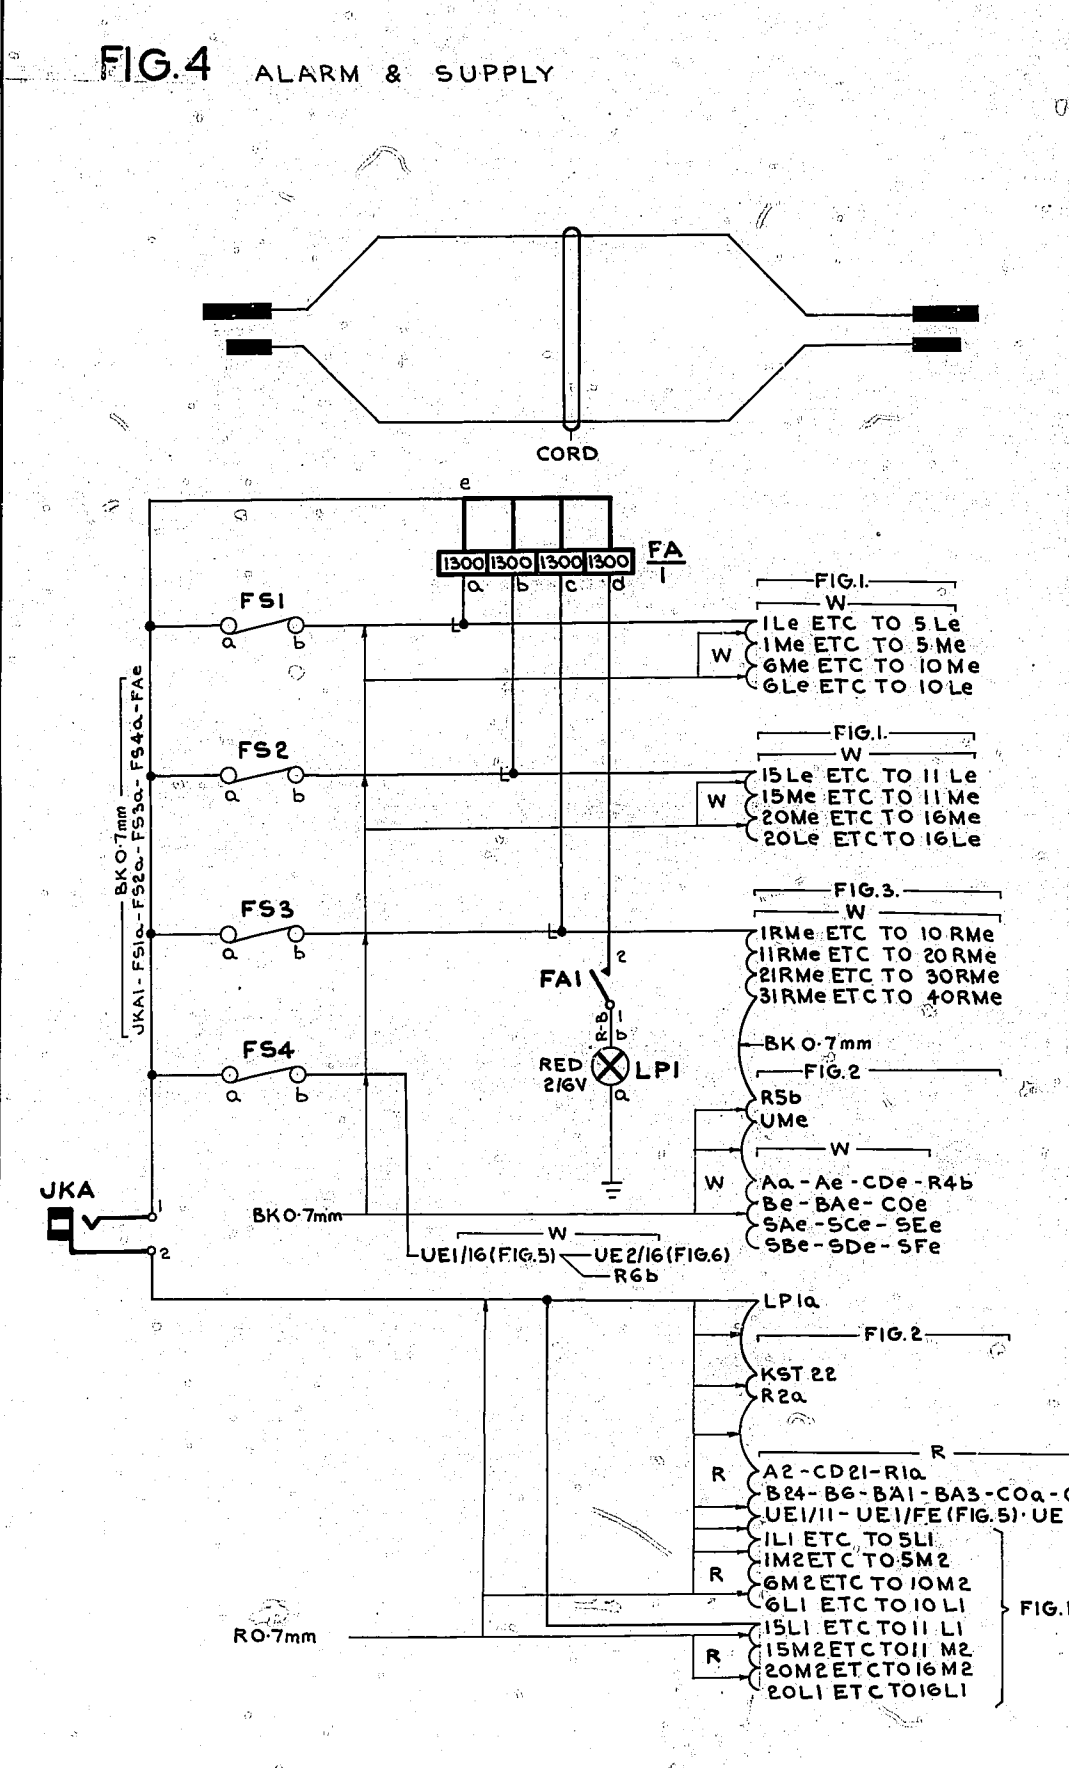 FIG.4 ALARM & SUPPLY
CORD
e
1300 1300 1300 1300
FA
1
a b c d
FS1
a b
FIG.1.
W
1Le ETC TO 5Le
1Me ETC TO 5Me
W
6Me ETC TO 10Me
6Le ETC TO 10Le
FS2
a b
FIG.1.
W
15Le ETC TO 11Le
15Me ETC TO 11Me
W
20Me ETC TO 16Me
20Le ETC TO 16Le
BK 0.7mm
JKA1-FS1a-FS2a-FS3a-FS4a-FAe
FS3
a b
FIG.3.
W
1RMe ETC TO 10RMe
11RMe ETC TO 20RMe
21RMe ETC TO 30RMe
31RMe ETC TO 40RMe
2
FA1
1
R-B
b
RED
2/6V
LP1
a
FS4
a b
BK 0.7mm
FIG.2
R5b
UMe
W
W
Aa-Ae-CDe-R4b
Be-BAe-COe
SAe-SCe-SEe
SBe-SDe-SFe
JKA
1
2
BK 0.7mm
W
UE1/16(FIG.5) UE2/16(FIG.6)
R6b
LP1a
FIG.2
KST 22
R2a
R
R
A2-CD21-R1a
B24-B6-BA1-BA3-COa-
UE1/11-UE1/FE(FIG.5)·UE
1L1 ETC TO 5L1
1M2 ETC TO 5M2
R
6M2 ETC TO 10M2
6L1 ETC TO 10L1
FIG.1
R0.7mm
15L1 ETC TO 11L1
15M2 ETC TO 11M2
R
20M2 ETC TO 16M2
20L1 ETC TO 16L1